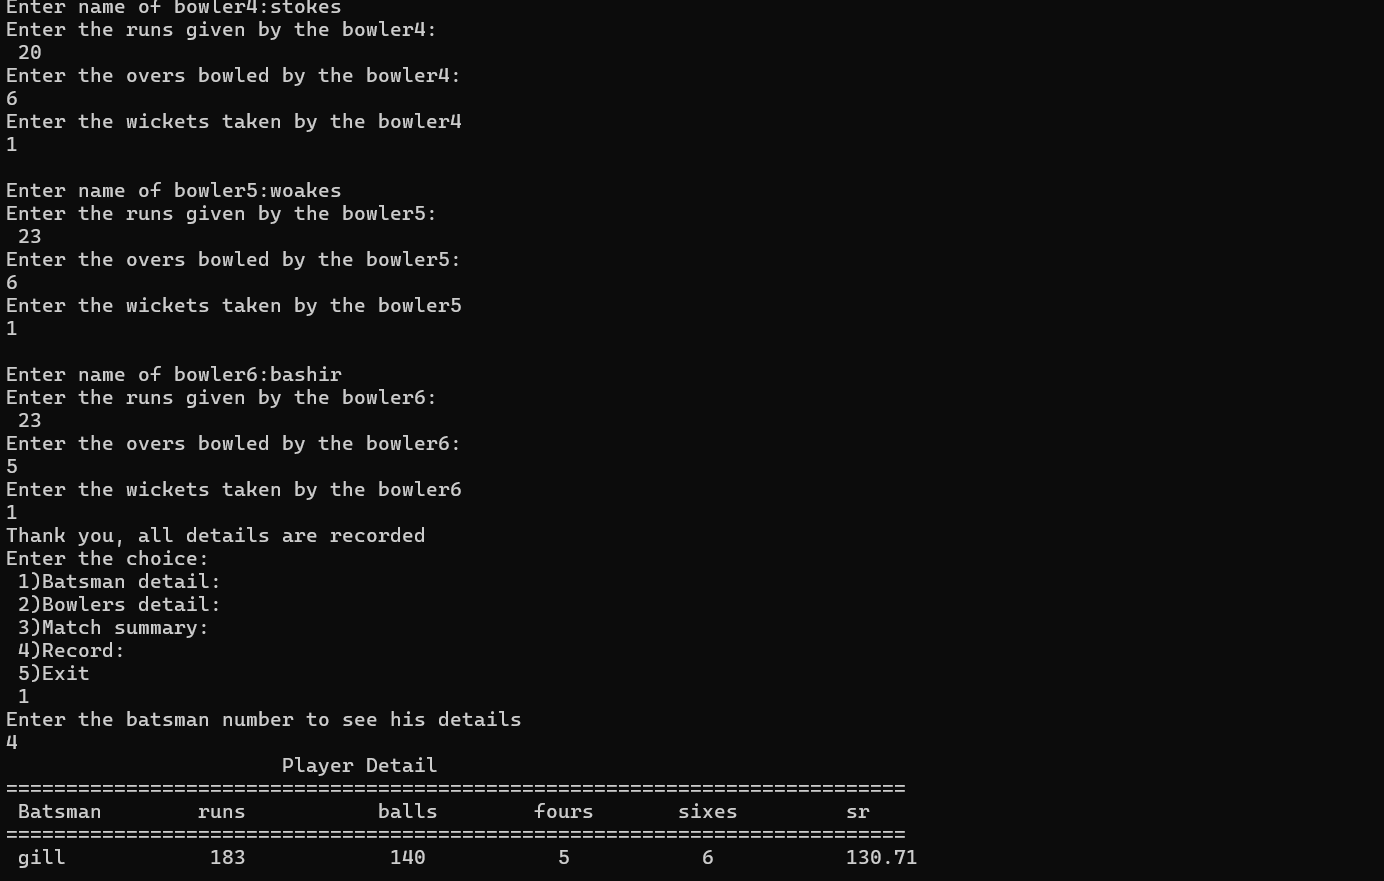 Enter name of bowler4:stokes
Enter the runs given by the bowler4:
 20
Enter the overs bowled by the bowler4:
6
Enter the wickets taken by the bowler4
1

Enter name of bowler5:woakes
Enter the runs given by the bowler5:
 23
Enter the overs bowled by the bowler5:
6
Enter the wickets taken by the bowler5
1

Enter name of bowler6:bashir
Enter the runs given by the bowler6:
 23
Enter the overs bowled by the bowler6:
5
Enter the wickets taken by the bowler6
1
Thank you, all details are recorded
Enter the choice:
 1)Batsman detail:
 2)Bowlers detail:
 3)Match summary:
 4)Record:
 5)Exit
 1
Enter the batsman number to see his details
4
                       Player Detail
===========================================================================
 Batsman        runs           balls        fours       sixes         sr
===========================================================================
 gill            183            140           5           6           130.71